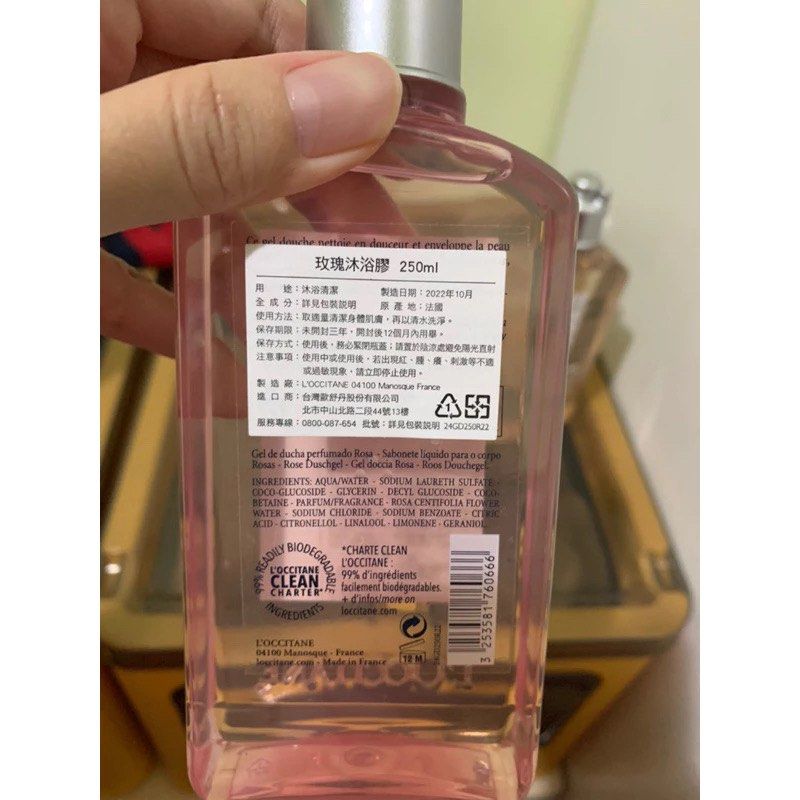 Ce gel douche nettoie en douceur et enveloppe la peau
玫瑰沐浴膠 250ml
用 途：沐浴清潔 製造日期：2022年10月
全成分：詳見包裝說明 原產地：法國
使用方法：取適量清潔身體肌膚，再以清水洗淨。
保存期限：未開封三年，開封後12個月內用畢。
保存方式：使用後，務必緊閉瓶蓋；請置於陰涼處避免陽光直射
注意事項：使用中或使用後，若出現紅、腫、癢、刺激等不適
或過敏現象，請立即停止使用。
製造廠：L'OCCITANE 04100 Manosque France
進口商：台灣歐舒丹股份有限公司
北市中山北路二段44號13樓
服務專線：0800-087-654 批號：詳見包裝說明 24GD250R22
Gel de ducha perfumado Rosa - Sabonete líquido para o corpo
Rosas - Rose Duschgel - Gel doccia Rosa - Roos Douchegel
INGREDIENTS: AQUA/WATER - SODIUM LAURETH SULFATE -
COCO-GLUCOSIDE - GLYCERIN - DECYL GLUCOSIDE - COCO-
BETAINE - PARFUM/FRAGRANCE - ROSA CENTIFOLIA FLOWER
WATER - SODIUM CHLORIDE - SODIUM BENZOATE - CITRIC
ACID - CITRONELLOL - LINALOOL - LIMONENE - GERANIOL
99% READILY BIODEGRADABLE
L'OCCITANE
CLEAN
CHARTER*
INGREDIENTS
*CHARTE CLEAN
L'OCCITANE :
99% d'ingrédients
facilement biodégradables.
+ d'infos/more on
loccitane.com
L'OCCITANE
04100 Manosque - France
loccitane.com - Made in France
12 M
24GD250R22
3 253581 760666